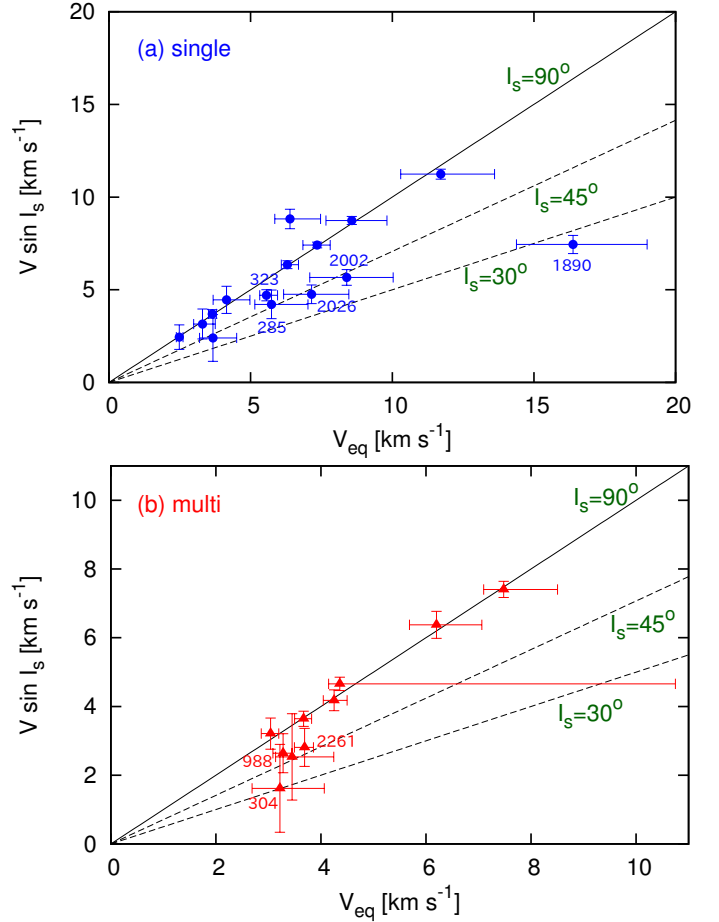 20
(a) single
I_s=90°
15
V sin I_s [km s⁻¹]
10
I_s=45°
2002
323
1890
I_s=30°
5
2026
285
0
0 5 10 15 20
V_eq [km s⁻¹]
(b) multi
I_s=90°
10
8
V sin I_s [km s⁻¹]
6
I_s=45°
4
I_s=30°
2261
988
2
304
0
0 2 4 6 8 10
V_eq [km s⁻¹]